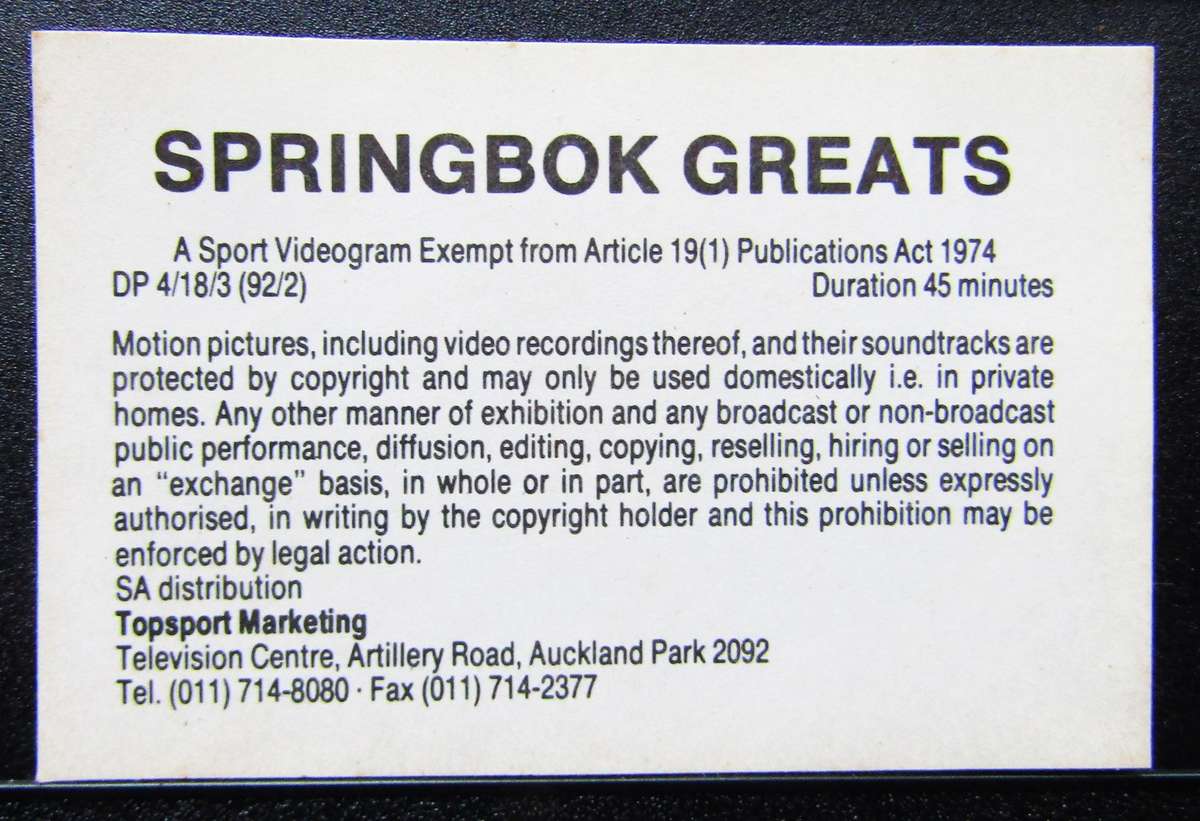 SPRINGBOK GREATS
A Sport Videogram Exempt from Article 19(1) Publications Act 1974
DP 4/18/3 (92/2) Duration 45 minutes
Motion pictures, including video recordings thereof, and their soundtracks are
protected by copyright and may only be used domestically i.e. in private
homes. Any other manner of exhibition and any broadcast or non-broadcast
public performance, diffusion, editing, copying, reselling, hiring or selling on
an “exchange” basis, in whole or in part, are prohibited unless expressly
authorised, in writing by the copyright holder and this prohibition may be
enforced by legal action.
SA distribution
Topsport Marketing
Television Centre, Artillery Road, Auckland Park 2092
Tel. (011) 714-8080 · Fax (011) 714-2377